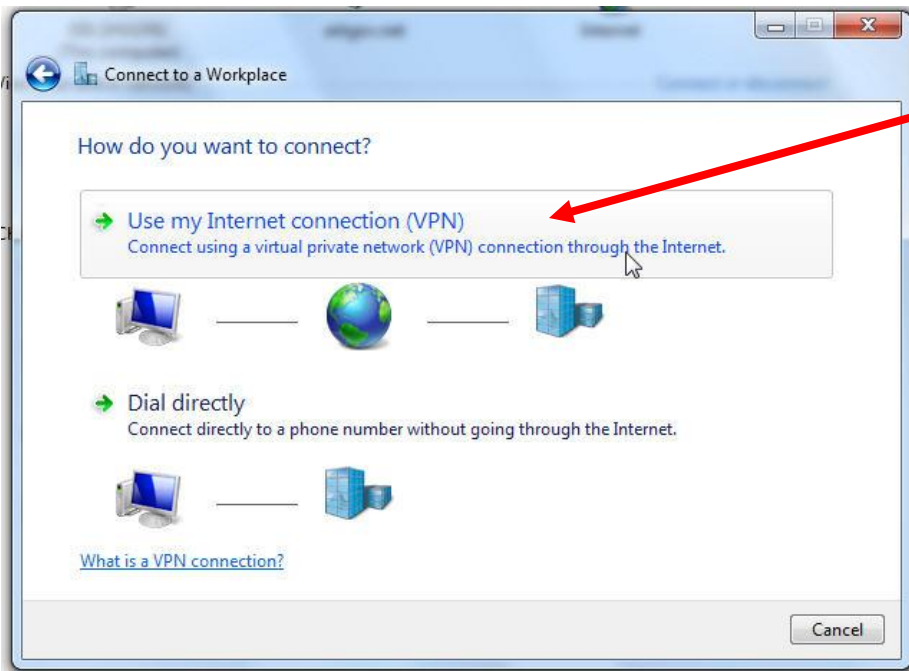 Connect to a Workplace
How do you want to connect?
Use my Internet connection (VPN)
Connect using a virtual private network (VPN) connection through the Internet.
Dial directly
Connect directly to a phone number without going through the Internet.
What is a VPN connection?
Cancel